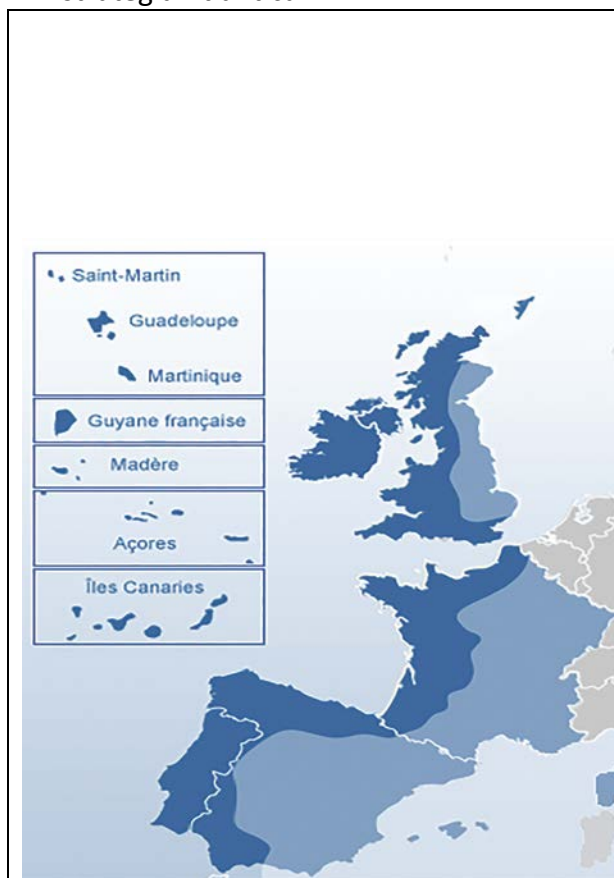 Saint-Martin
Guadeloupe
Martinique
Guyane française
Madère
Açores
Îles Canaries